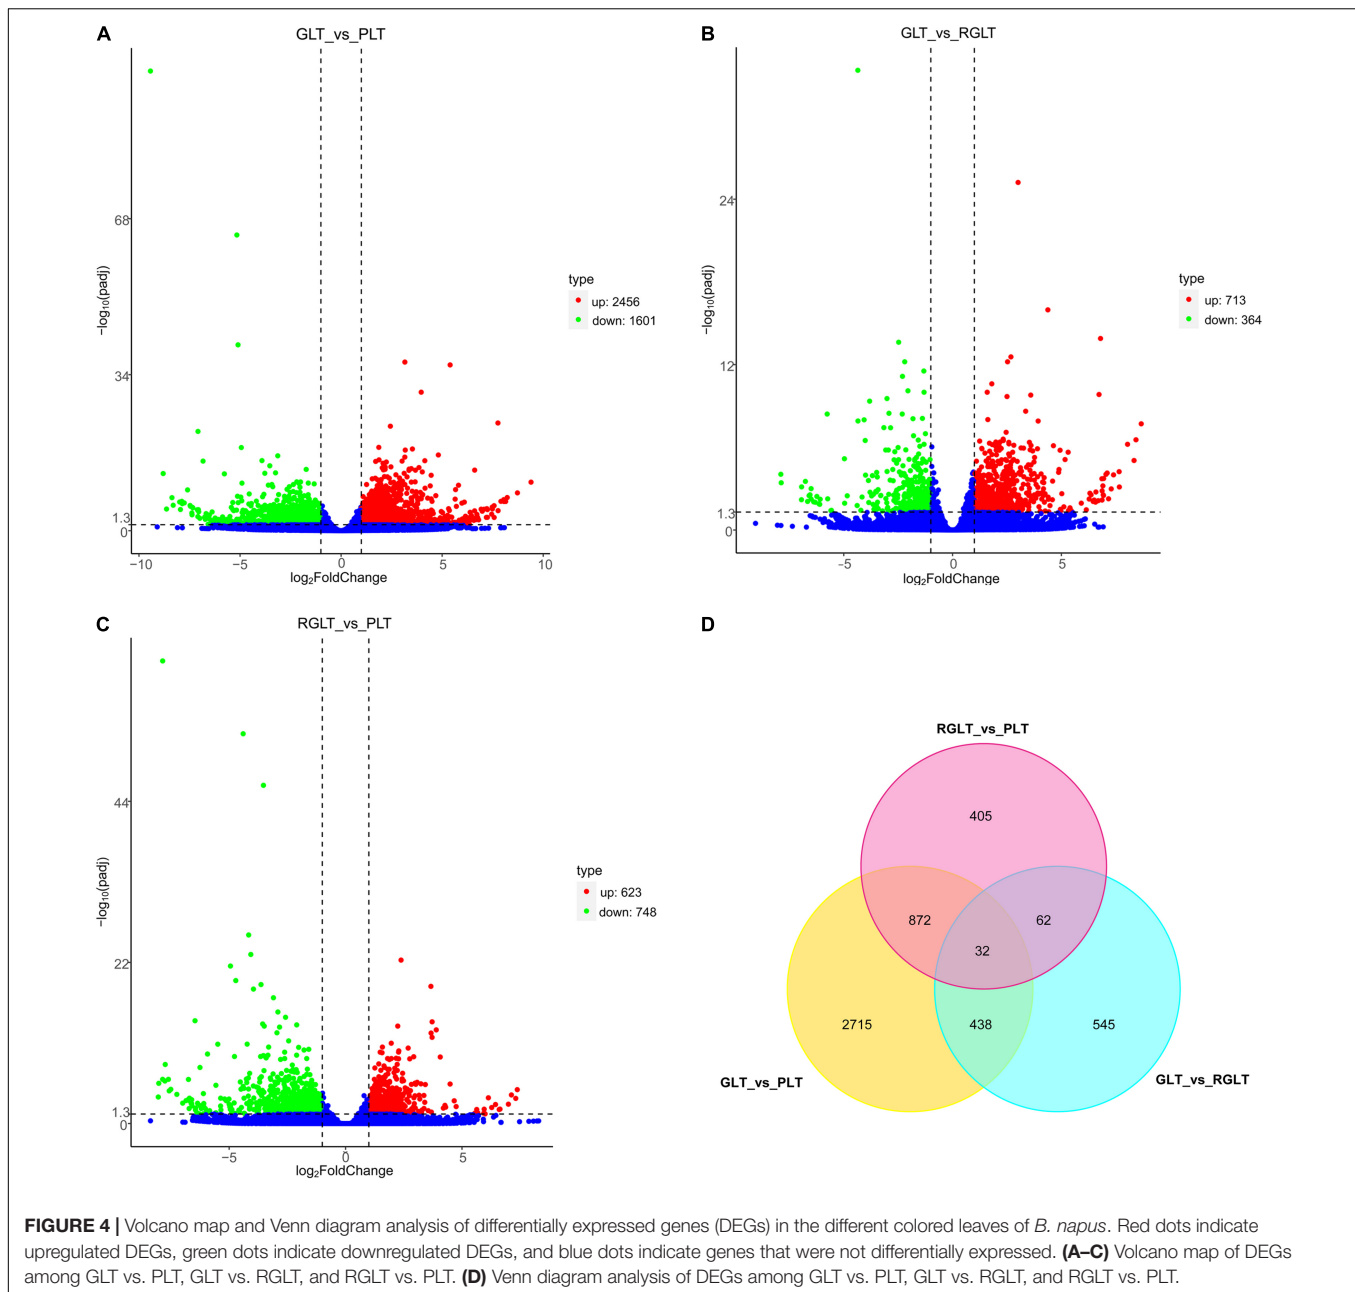 A
GLT_vs_PLT
−log10(padj)
68
34
1.3
0
−10
−5
0
5
10
log2FoldChange
type
up: 2456
down: 1601
B
GLT_vs_RGLT
−log10(padj)
24
12
1.3
0
−5
0
5
log2FoldChange
type
up: 713
down: 364
C
RGLT_vs_PLT
−log10(padj)
44
22
1.3
0
−5
0
5
log2FoldChange
type
up: 623
down: 748
D
RGLT_vs_PLT
405
872
62
32
2715
438
545
GLT_vs_PLT
GLT_vs_RGLT
FIGURE 4 | Volcano map and Venn diagram analysis of differentially expressed genes (DEGs) in the different colored leaves of B. napus. Red dots indicate
upregulated DEGs, green dots indicate downregulated DEGs, and blue dots indicate genes that were not differentially expressed. (A–C) Volcano map of DEGs
among GLT vs. PLT, GLT vs. RGLT, and RGLT vs. PLT. (D) Venn diagram analysis of DEGs among GLT vs. PLT, GLT vs. RGLT, and RGLT vs. PLT.